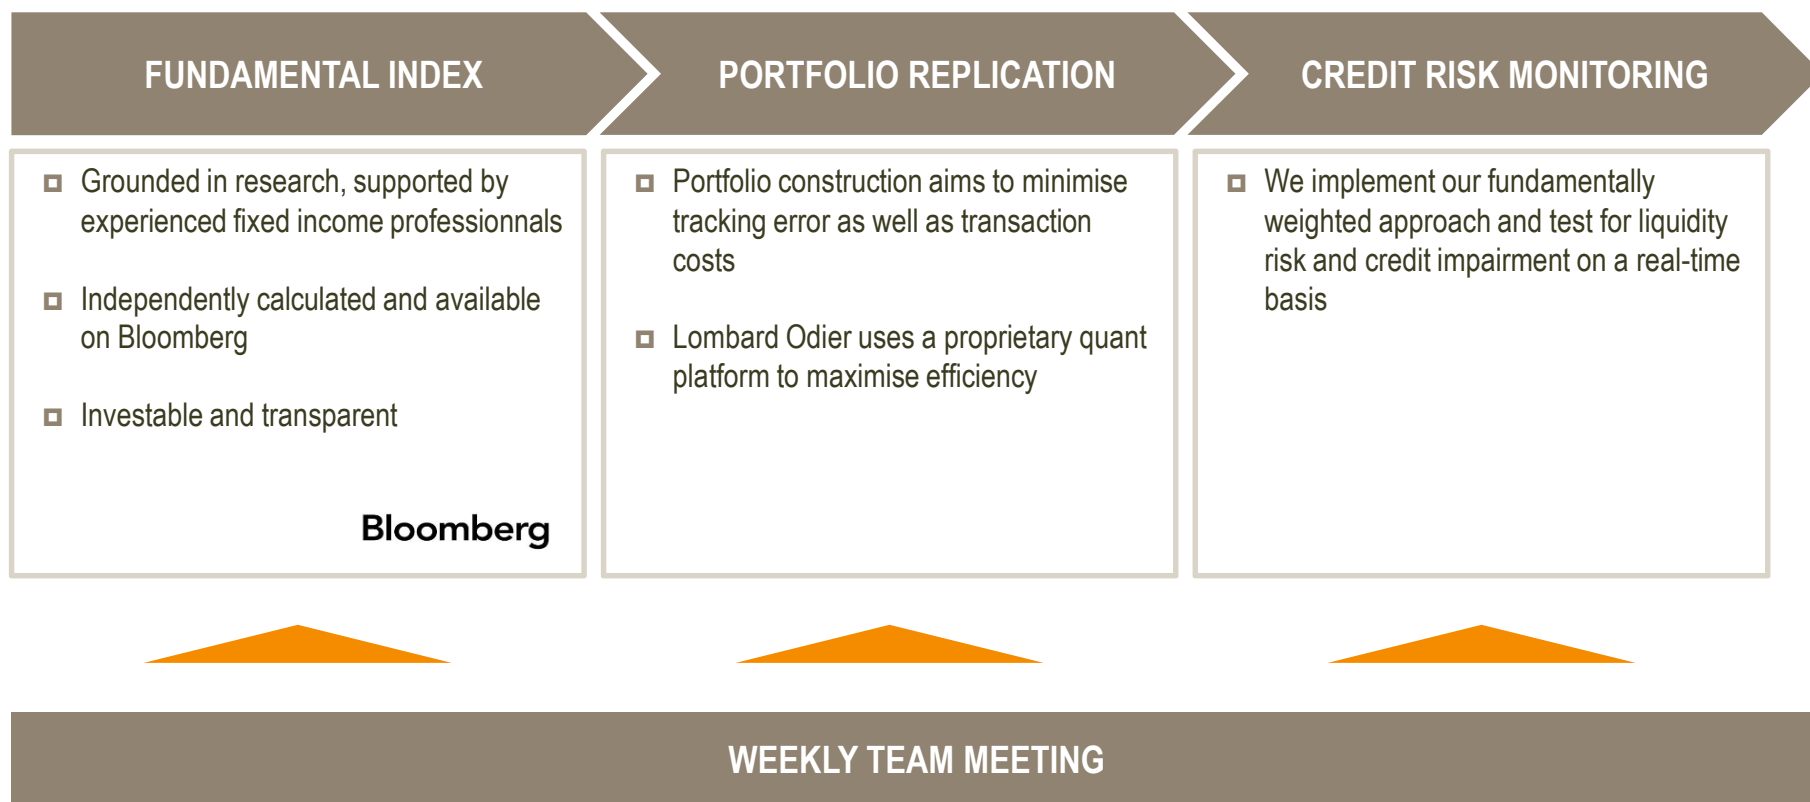 FUNDAMENTAL INDEX
PORTFOLIO REPLICATION
CREDIT RISK MONITORING
Grounded in research, supported by
experienced fixed income professionnals
Independently calculated and available
on Bloomberg
Investable and transparent
Bloomberg
Portfolio construction aims to minimise
tracking error as well as transaction
costs
Lombard Odier uses a proprietary quant
platform to maximise efficiency
We implement our fundamentally
weighted approach and test for liquidity
risk and credit impairment on a real-time
basis
WEEKLY TEAM MEETING